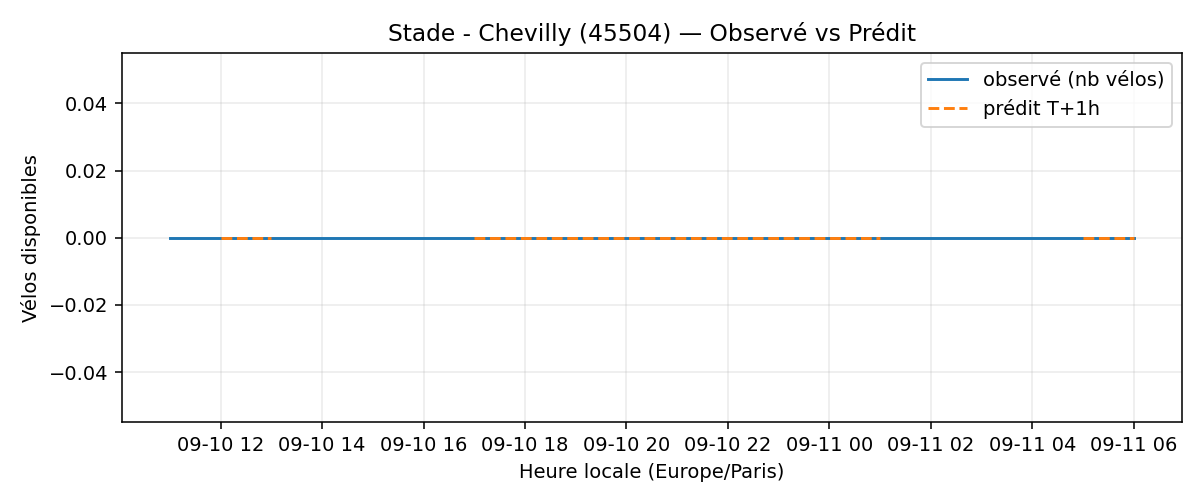 Stade - Chevilly (45504) — Observé vs Prédit
observé (nb vélos)
prédit T+1h
Vélos disponibles
0.04
0.02
0.00
−0.02
−0.04
09-10 12 09-10 14 09-10 16 09-10 18 09-10 20 09-10 22 09-11 00 09-11 02 09-11 04 09-11 06
Heure locale (Europe/Paris)